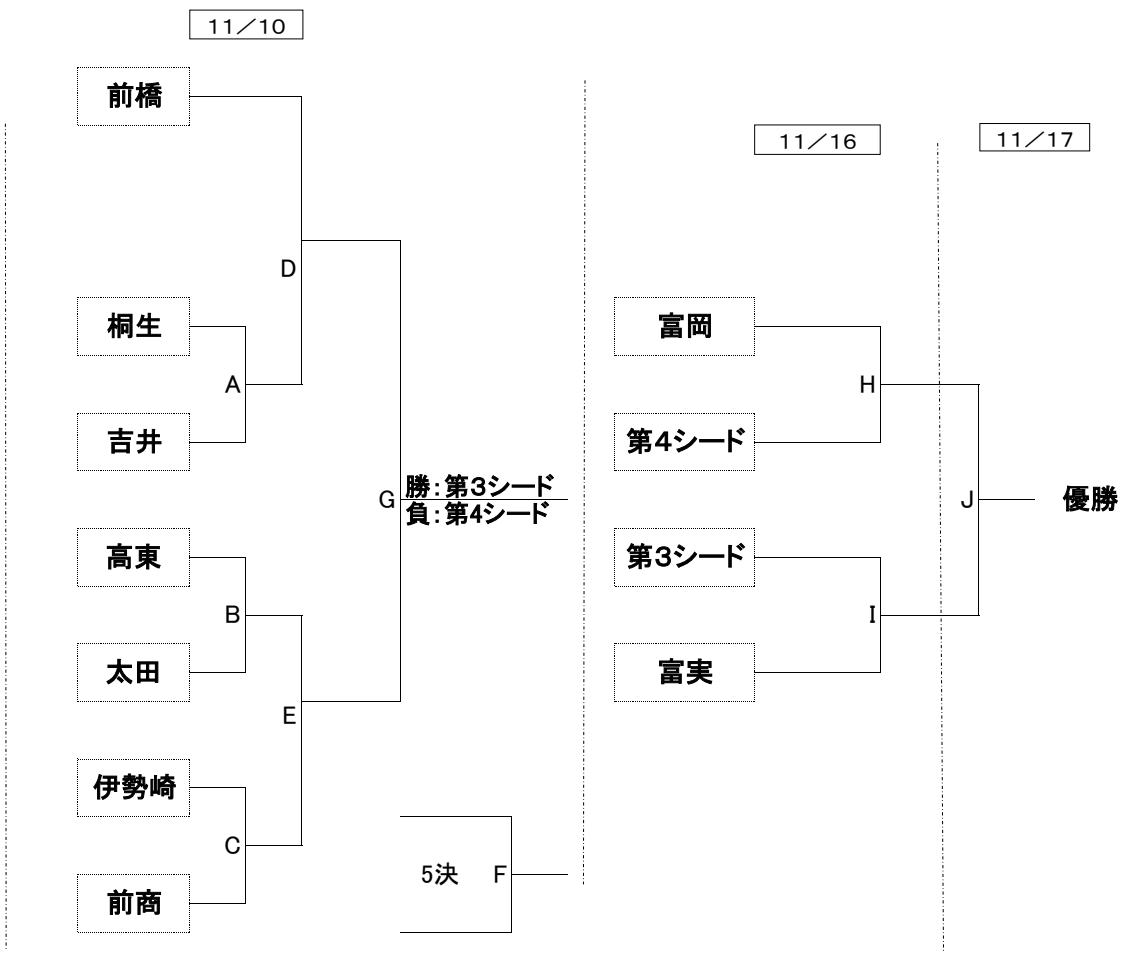 11／10
前橋
D
桐生
A
吉井
G
勝：第3シード
負：第4シード
高東
B
太田
E
伊勢崎
C
前商
5決
F
11／16
11／17
富岡
H
第4シード
J
優勝
第3シード
I
富実